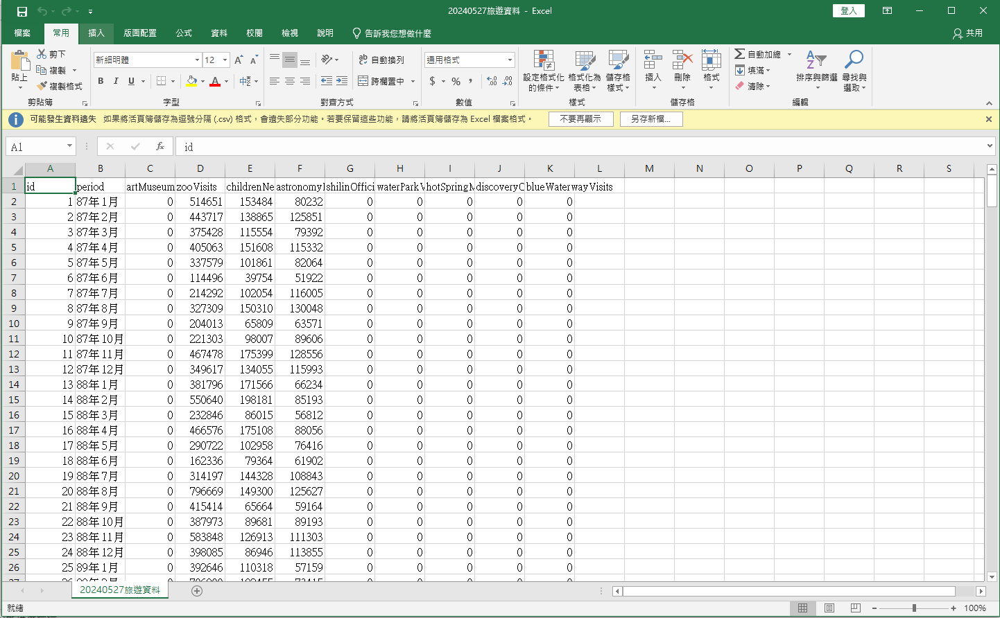 20240527旅遊資料 - Excel
登入
檔案 常用 插入 版面配置 公式 資料 校閱 檢視 說明 告訴我您想做什麼 共用
貼上
剪下
複製
複製格式
剪貼簿
新細明體 12
B I U
字型
自動換列
跨欄置中
對齊方式
通用格式
$ % ,
數值
設定格式化的條件
格式化為表格
儲存格樣式
樣式
插入 刪除 格式
儲存格
自動加總
填滿
清除
排序與篩選
尋找與選取
編輯
可能發生資料遺失 如果將活頁簿儲存為逗號分隔 (.csv) 格式，會遺失部分功能。若要保留這些功能，請將活頁簿儲存為 Excel 檔案格式。 不要再顯示 另存新檔...
A1 fx id
A B C D E F G H I J K L M N O P Q R S
1 id period artMuseum zooVisits childrenNe astronomy shilinOffici waterPark hotSpring discovery blueWaterwayVisits
2 1 87年1月 0 514651 153484 80232 0 0 0 0 0
3 2 87年2月 0 443717 138865 125851 0 0 0 0 0
4 3 87年3月 0 375428 115554 79392 0 0 0 0 0
5 4 87年4月 0 405063 151608 115332 0 0 0 0 0
6 5 87年5月 0 337579 101861 82064 0 0 0 0 0
7 6 87年6月 0 114496 39754 51922 0 0 0 0 0
8 7 87年7月 0 214292 102054 116005 0 0 0 0 0
9 8 87年8月 0 327309 150310 130048 0 0 0 0 0
10 9 87年9月 0 204013 65809 63571 0 0 0 0 0
11 10 87年10月 0 221303 98007 89606 0 0 0 0 0
12 11 87年11月 0 467478 175399 128556 0 0 0 0 0
13 12 87年12月 0 349617 134055 115993 0 0 0 0 0
14 13 88年1月 0 381796 171566 66234 0 0 0 0 0
15 14 88年2月 0 550640 198181 85193 0 0 0 0 0
16 15 88年3月 0 232846 86015 56812 0 0 0 0 0
17 16 88年4月 0 466576 175108 88056 0 0 0 0 0
18 17 88年5月 0 290722 102958 76416 0 0 0 0 0
19 18 88年6月 0 162336 79364 61902 0 0 0 0 0
20 19 88年7月 0 314197 144328 108843 0 0 0 0 0
21 20 88年8月 0 796669 149300 125627 0 0 0 0 0
22 21 88年9月 0 415414 65664 59164 0 0 0 0 0
23 22 88年10月 0 387973 89681 89193 0 0 0 0 0
24 23 88年11月 0 583848 126913 111303 0 0 0 0 0
25 24 88年12月 0 398085 86946 113855 0 0 0 0 0
26 25 89年1月 0 392646 110318 57159 0 0 0 0 0
20240527旅遊資料
就緒
100%